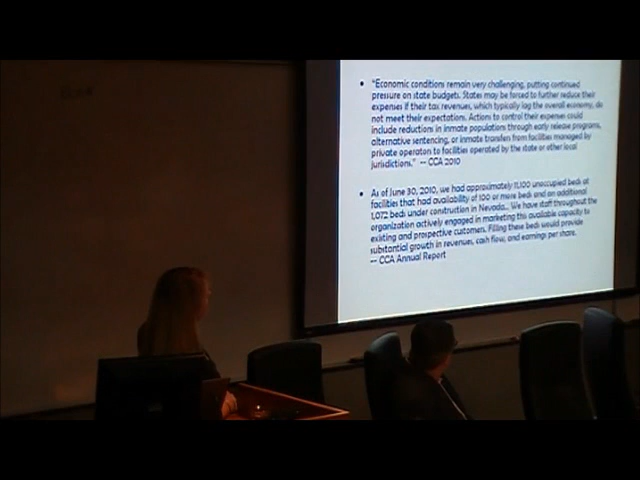 • "Economic conditions remain very challenging, putting continued
pressure on state budgets. States may be forced to further reduce their
expenses if their tax revenues, which typically lag the overall economy, do
not meet their expectations. Actions to control their expenses could
include reductions in inmate populations through early release programs,
alternative sentencing, or inmate transfers from facilities managed by
private operators to facilities operated by the state or other local
jurisdictions." -- CCA 2010
• As of June 30, 2010, we had approximately 11,100 unoccupied beds at
facilities that had availability of 100 or more beds and an additional
1,072 beds under construction in Nevada... We have staff throughout the
organization actively engaged in marketing this available capacity to
existing and prospective customers. Filling these beds would provide
substantial growth in revenues, cash flow, and earnings per share.
-- CCA Annual Report